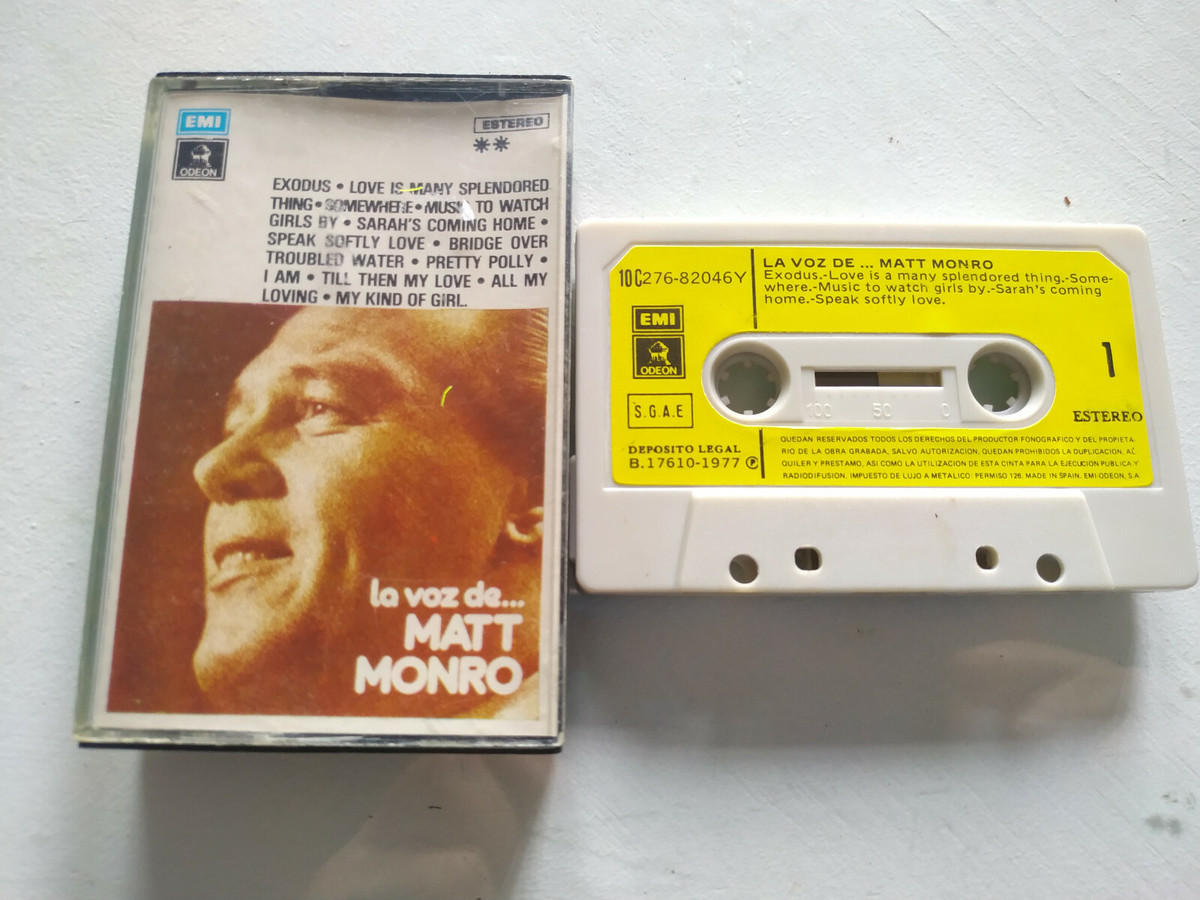 EMI
ODEON
ESTEREO
**
EXODUS • LOVE IS MANY SPLENDORED
THING • SOMEWHERE • MUSIC TO WATCH
GIRLS BY • SARAH'S COMING HOME •
SPEAK SOFTLY LOVE • BRIDGE OVER
TROUBLED WATER • PRETTY POLLY •
I AM • TILL THEN MY LOVE • ALL MY
LOVING • MY KIND OF GIRL.
la voz de...
MATT
MONRO
10C276-82046Y
LA VOZ DE ... MATT MONRO
Exodus.-Love is a many splendored thing.-Some-
where.-Music to watch girls by.-Sarah's coming
home.-Speak softly love.
EMI
ODEON
S.G.A.E
1
ESTEREO
100 50 0
DEPOSITO LEGAL
B.17610-1977 Ⓟ
QUEDAN RESERVADOS TODOS LOS DERECHOS DEL PRODUCTOR FONOGRAFICO Y DEL PROPIETA-
RIO DE LA OBRA GRABADA, SALVO AUTORIZACION, QUEDAN PROHIBIDOS LA DUPLICACION, AL
QUILER Y PRESTAMO, ASI COMO LA UTILIZACION DE ESTA CINTA PARA LA EJECUCION PUBLICA Y
RADIODIFUSION. IMPUESTO DE LUJO A METALICO: PERMISO 126. MADE IN SPAIN. EMI-ODEON, S.A